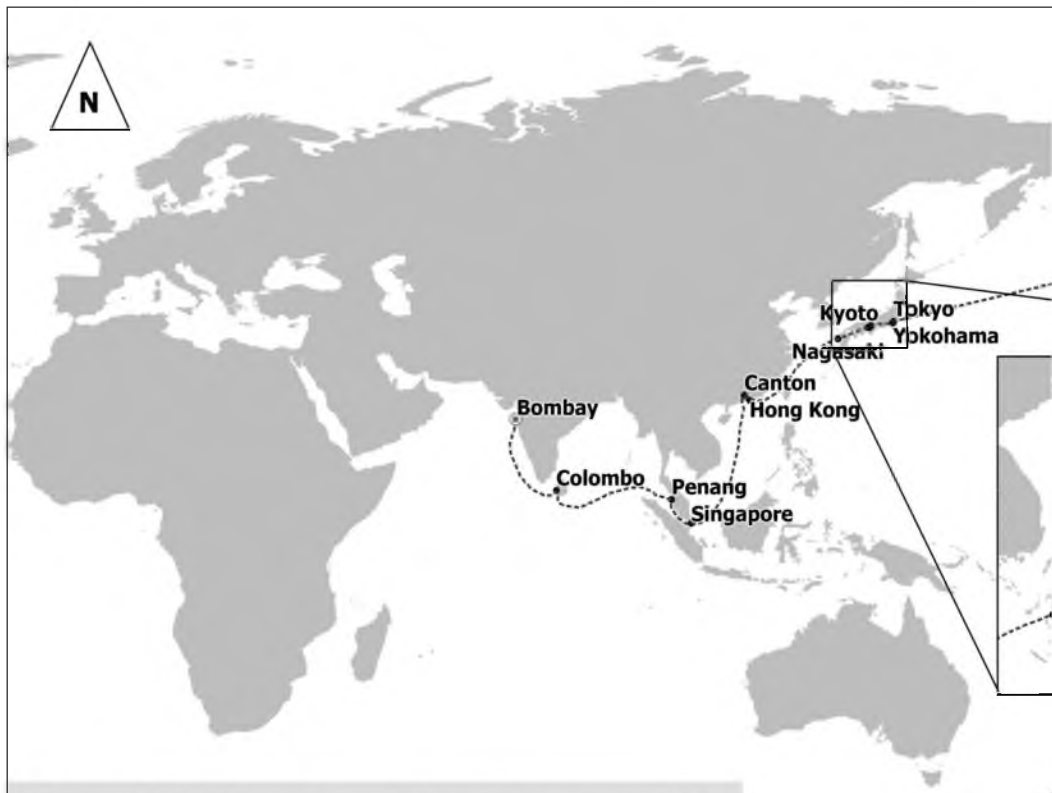 N
Kyoto
Tokyo
Yokohama
Nagasaki
Canton
Hong Kong
Bombay
Colombo
Penang
Singapore